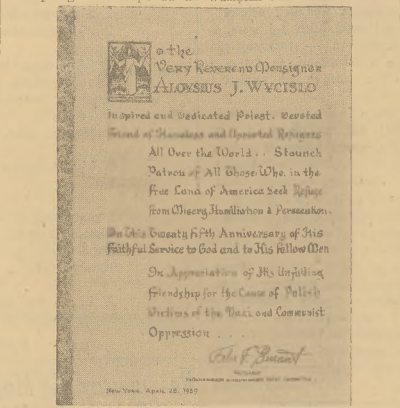 To the
Very Reverend Monsignor
ALOYSIUS J. WYCISLO
Inspired and Dedicated Priest. Devoted
Friend of Homeless and Uprooted Refugees
All Over the World . . Staunch
Patron of All Those Who, in the
Free Land of America Seek Refuge
from Misery, Humiliation & Persecution.
On This Twenty Fifth Anniversary of His
Faithful Service to God and to His Fellow Men
In Appreciation of His Unfailing
Friendship for the Cause of Polish
Victims of the Nazi and Communist
Oppression . . . .
New York, April 28, 1959